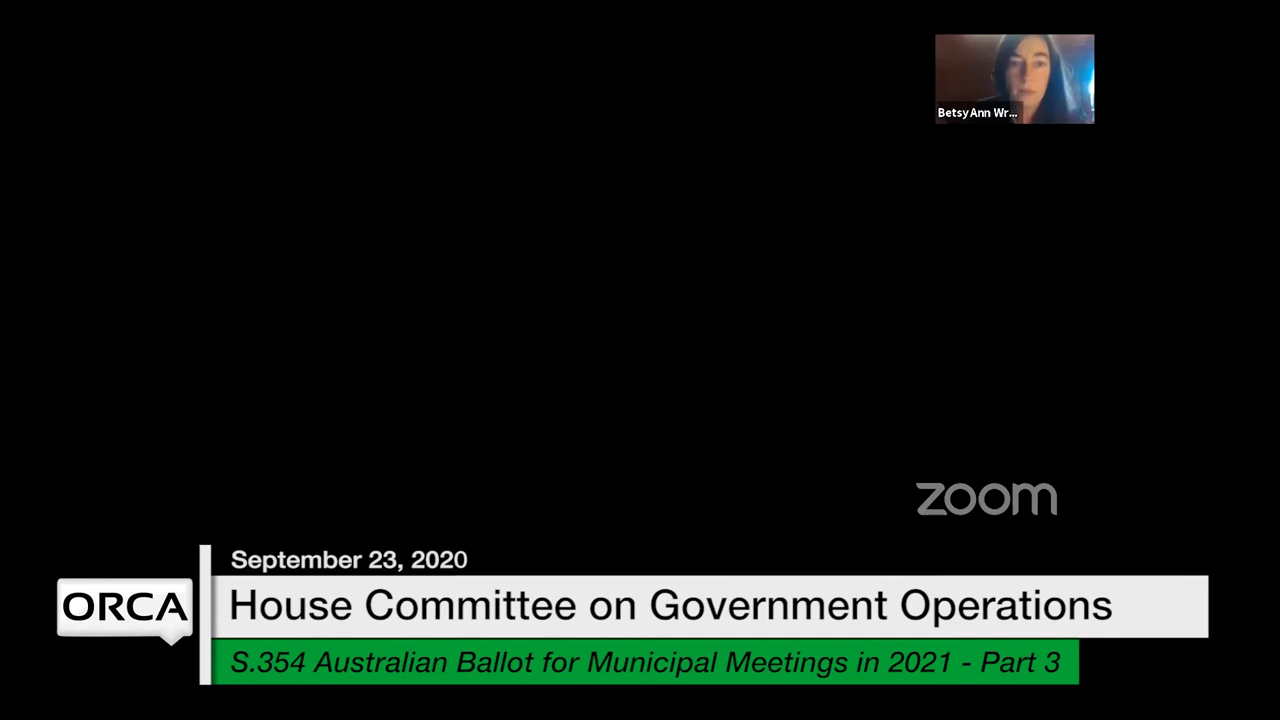 Betsy Ann Wr...
zoom
September 23, 2020
ORCA
House Committee on Government Operations
S.354 Australian Ballot for Municipal Meetings in 2021 - Part 3